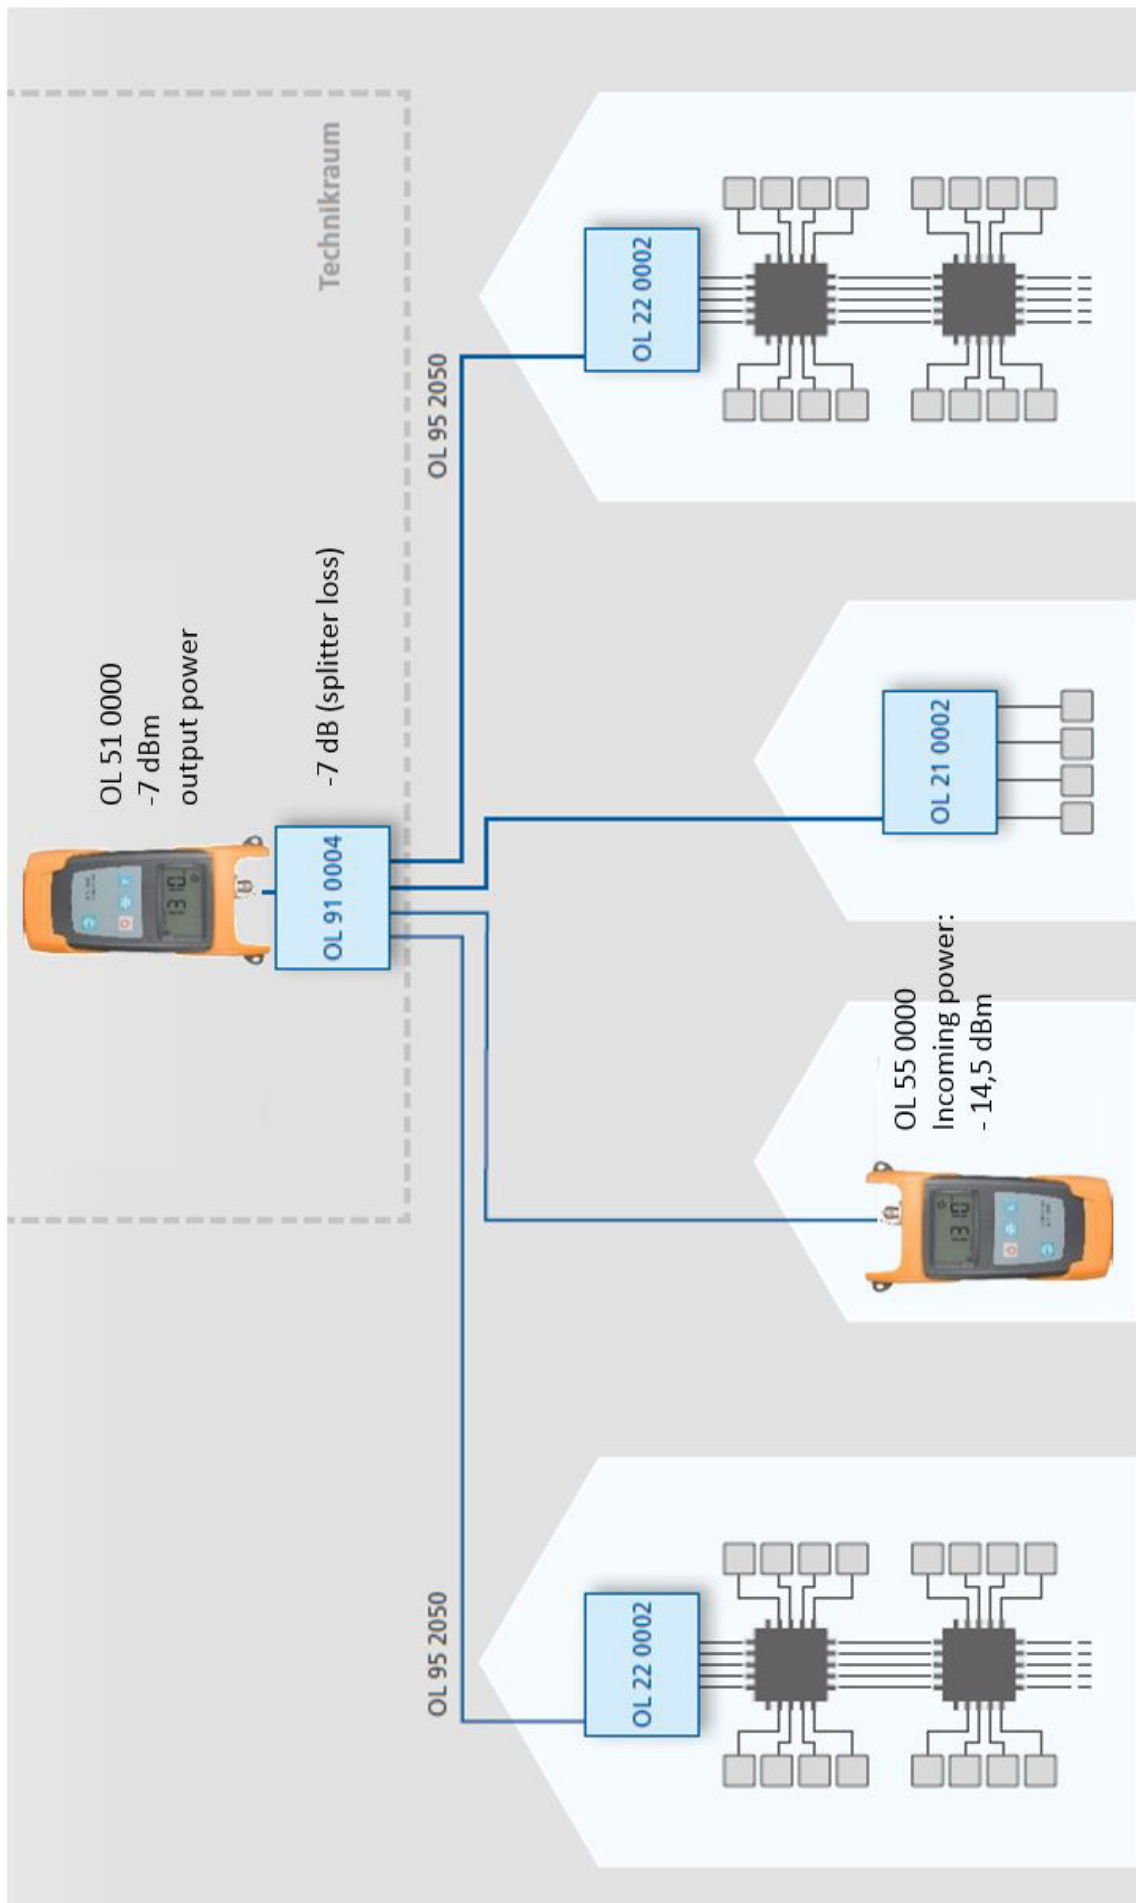 OL 51 0000
-7 dBm
output power
Technikraum
-7 dB (splitter loss)
1310
OL 91 0004
OL 95 2050
OL 95 2050
OL 22 0002
OL 22 0002
OL 21 0002
OL 55 0000
Incoming power:
- 14,5 dBm
1310